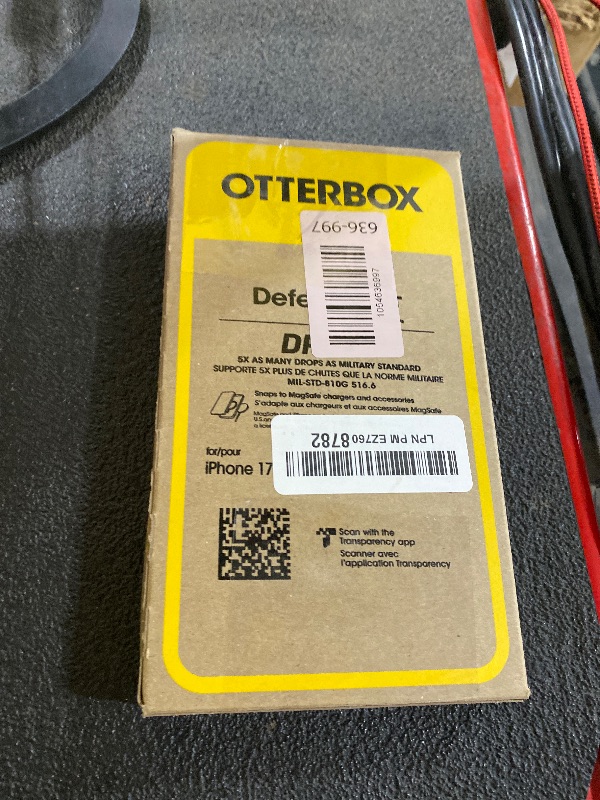 OTTERBOX
636-997
1064636997
5X AS MANY DROPS AS MILITARY STANDARD
SUPPORTE 5X PLUS DE CHUTES QUE LA NORME MILITAIRE
MIL-STD-810G 516.6
Snaps to MagSafe chargers and accessories
S'adapte aux chargeurs et aux accessoires MagSafe
LPN PM EZ7608782
for/pour
iPhone 17
Scan with the
Transparency app
Scanner avec
l'application Transparency